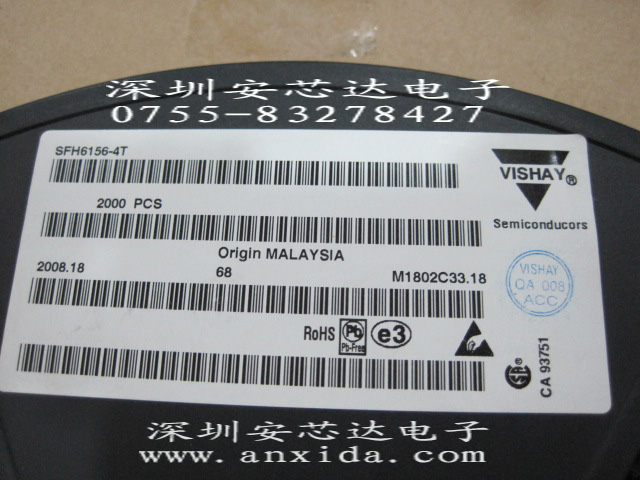 深圳安芯达电子
0755-83278427
SFH6156-4T
VISHAY®
2000 PCS
Semiconducors
Origin MALAYSIA
2008.18 68 M1802C33.18
VISHAY
QA 008
ACC
RoHS Pb e3
Pb-Free
CA 93751
深圳安芯达电子
www.anxida.com